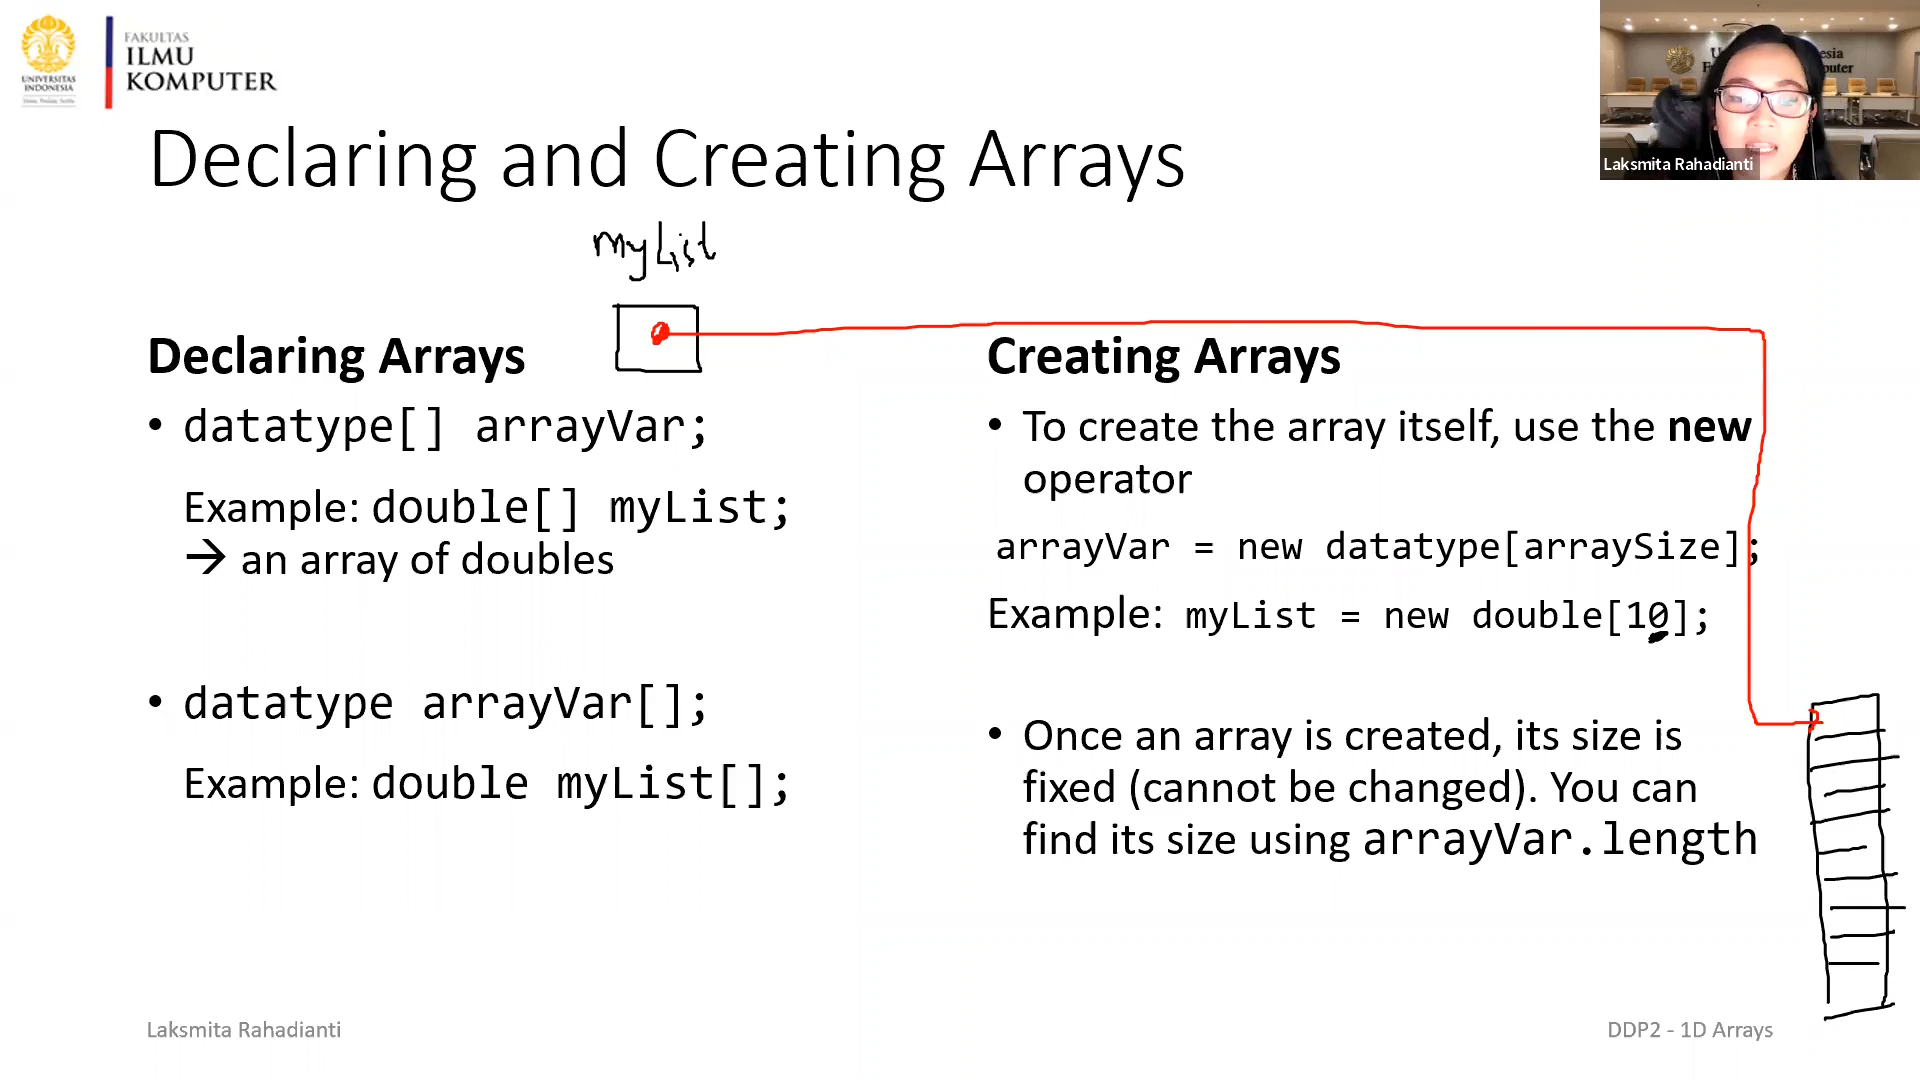 FAKULTAS
ILMU
KOMPUTER
UNIVERSITAS
INDONESIA
Laksmita Rahadianti
Declaring and Creating Arrays
myList
Declaring Arrays
• datatype[] arrayVar;
Example: double[] myList;
→ an array of doubles
• datatype arrayVar[];
Example: double myList[];
Creating Arrays
• To create the array itself, use the new
operator
arrayVar = new datatype[arraySize];
Example: myList = new double[10];
• Once an array is created, its size is
fixed (cannot be changed). You can
find its size using arrayVar.length
Laksmita Rahadianti
DDP2 - 1D Arrays